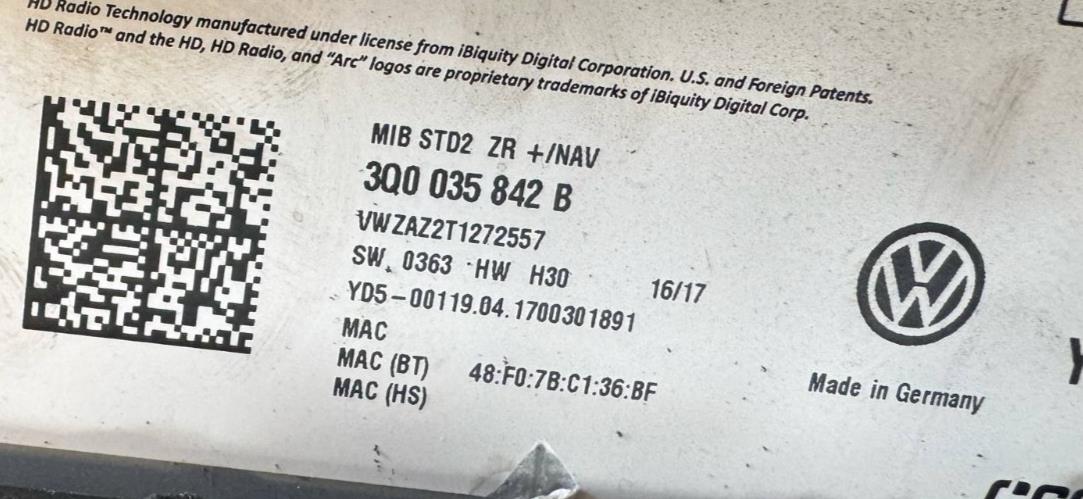 HD Radio Technology manufactured under license from iBiquity Digital Corporation. U.S. and Foreign Patents.
HD Radio™ and the HD, HD Radio, and “Arc” logos are proprietary trademarks of iBiquity Digital Corp.
MIB STD2 ZR +/NAV
3Q0 035 842 B
VWZAZ2T1272557
SW. 0363 HW H30 16/17
YD5-00119.04.1700301891
MAC
MAC (BT) 48:F0:7B:C1:36:BF
MAC (HS)
Made in Germany